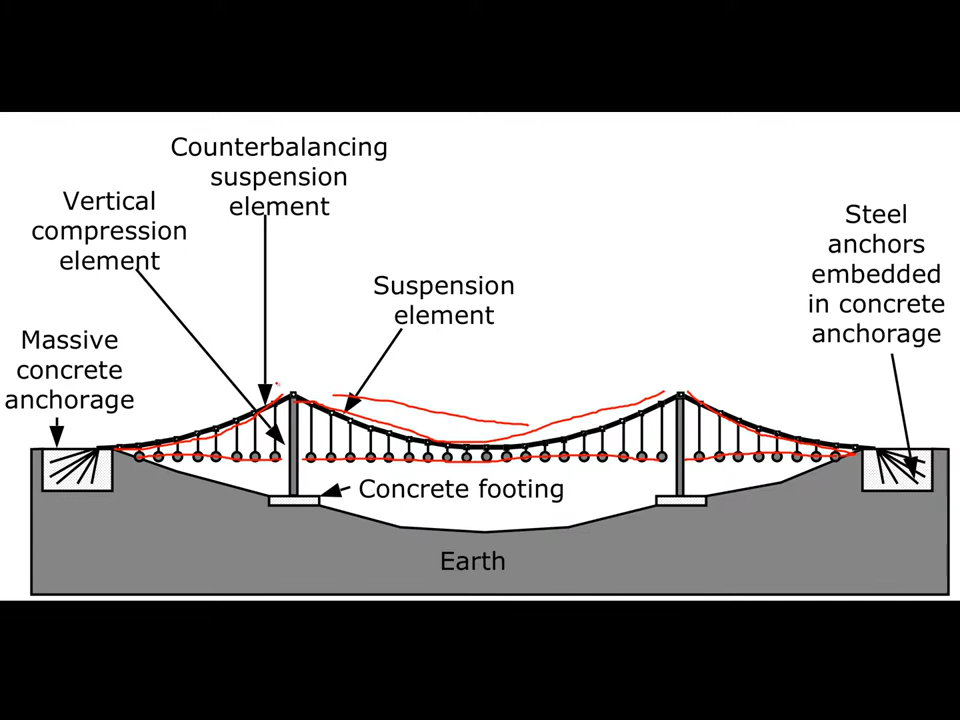 Counterbalancing
suspension
element
Vertical
compression
element
Suspension
element
Steel
anchors
embedded
in concrete
anchorage
Massive
concrete
anchorage
Concrete footing
Earth